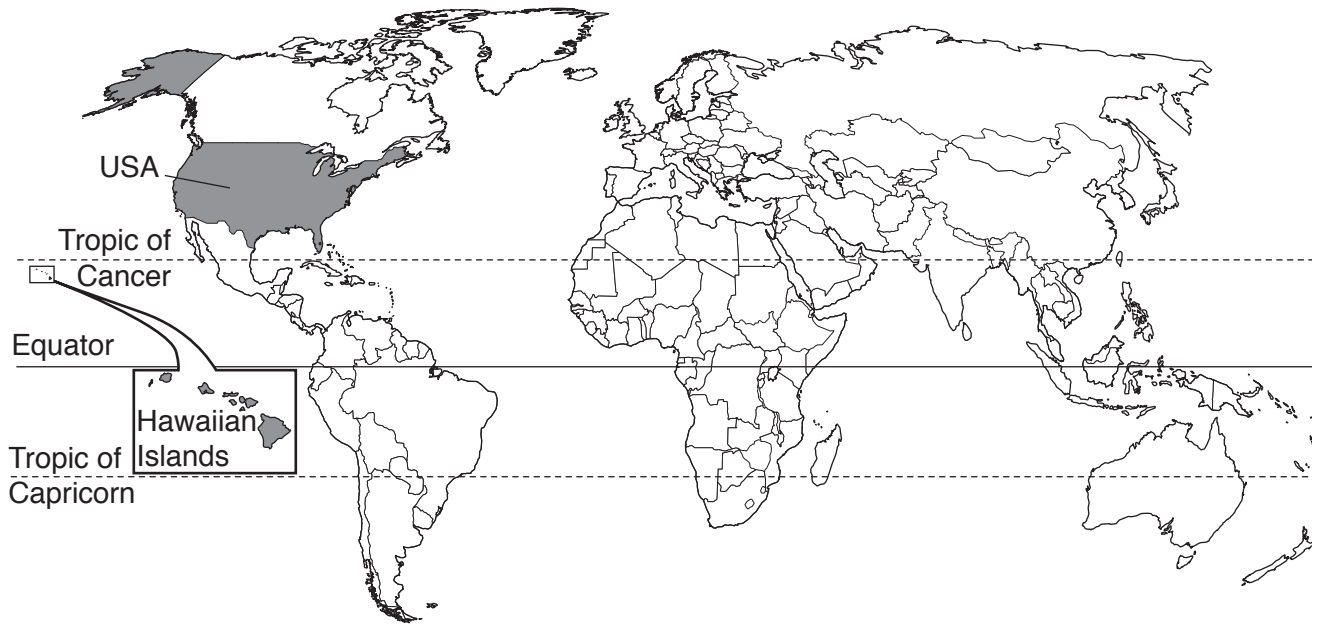 USA
Tropic of
Cancer
Equator
Hawaiian
Islands
Tropic of
Capricorn